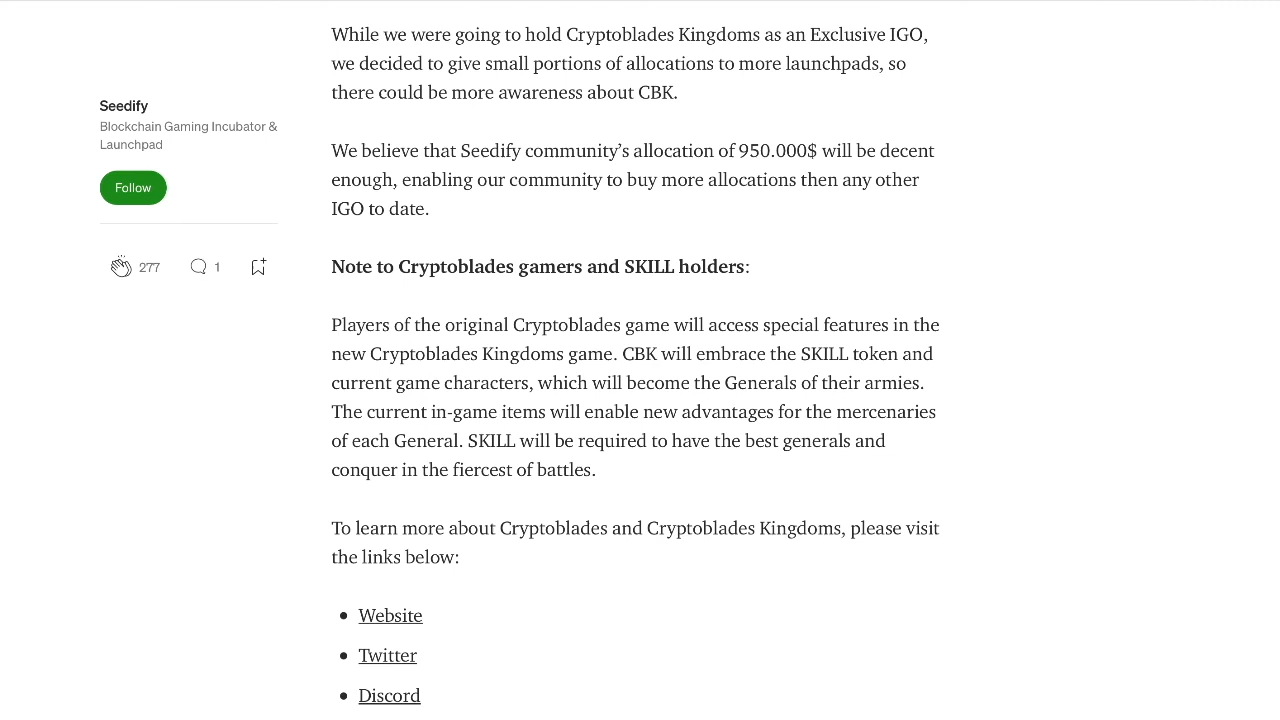 Seedify
Blockchain Gaming Incubator &
Launchpad
Follow
277
1
While we were going to hold Cryptoblades Kingdoms as an Exclusive IGO,
we decided to give small portions of allocations to more launchpads, so
there could be more awareness about CBK.
We believe that Seedify community’s allocation of 950.000$ will be decent
enough, enabling our community to buy more allocations then any other
IGO to date.
Note to Cryptoblades gamers and SKILL holders:
Players of the original Cryptoblades game will access special features in the
new Cryptoblades Kingdoms game. CBK will embrace the SKILL token and
current game characters, which will become the Generals of their armies.
The current in-game items will enable new advantages for the mercenaries
of each General. SKILL will be required to have the best generals and
conquer in the fiercest of battles.
To learn more about Cryptoblades and Cryptoblades Kingdoms, please visit
the links below:
Website
Twitter
Discord